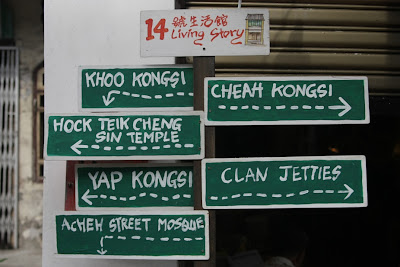 14 號生活館
Living Story
KHOO KONGSI
CHEAH KONGSI
HOCK TEIK CHENG
SIN TEMPLE
YAP KONGSI
CLAN JETTIES
ACHEH STREET MOSQUE